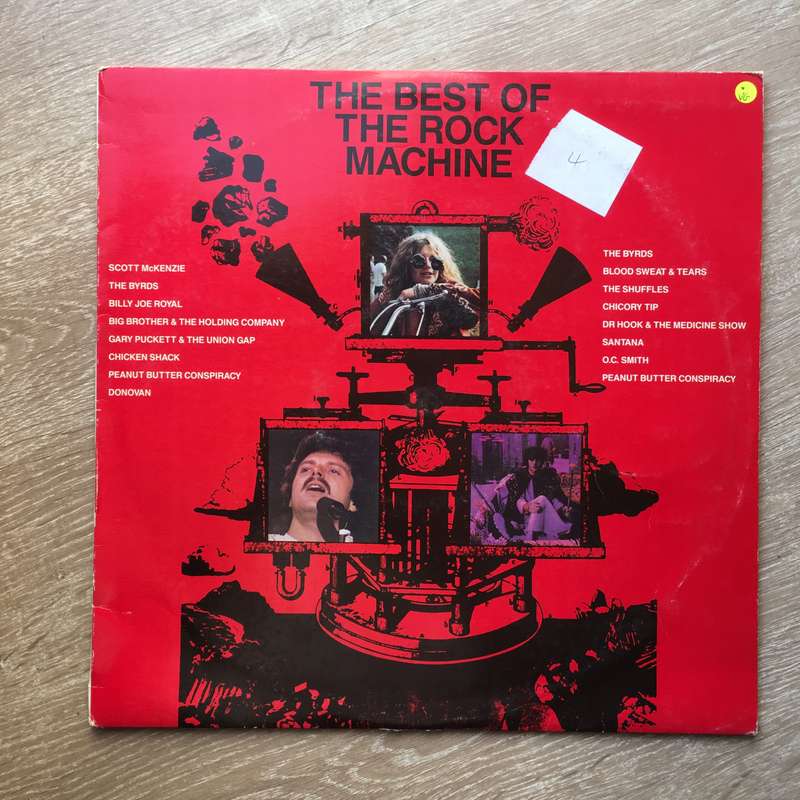 THE BEST OF
THE ROCK
MACHINE
4
VG
SCOTT McKENZIE
THE BYRDS
BILLY JOE ROYAL
BIG BROTHER & THE HOLDING COMPANY
GARY PUCKETT & THE UNION GAP
CHICKEN SHACK
PEANUT BUTTER CONSPIRACY
DONOVAN
THE BYRDS
BLOOD SWEAT & TEARS
THE SHUFFLES
CHICORY TIP
DR HOOK & THE MEDICINE SHOW
SANTANA
O.C. SMITH
PEANUT BUTTER CONSPIRACY